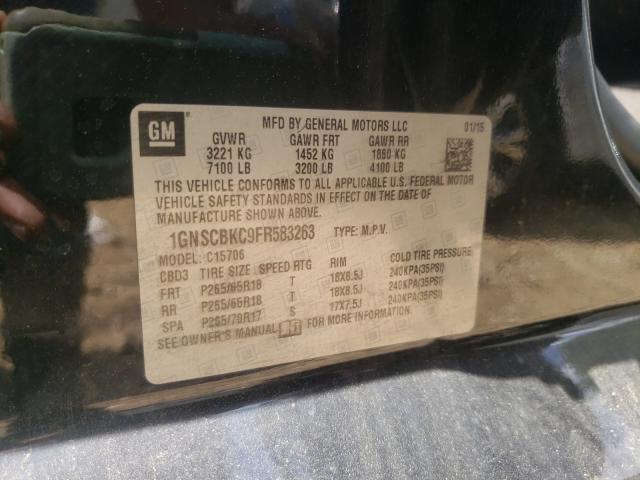 GM
MFD BY GENERAL MOTORS LLC 01/15
GVWR GAWR FRT GAWR RR
3221 KG 1452 KG 1860 KG
7100 LB 3200 LB 4100 LB
THIS VEHICLE CONFORMS TO ALL APPLICABLE U.S. FEDERAL MOTOR
VEHICLE SAFETY STANDARDS IN EFFECT ON THE DATE OF
MANUFACTURE SHOWN ABOVE.
1GNSCBKC9FR583263 TYPE: M.P.V.
MODEL: C15706
CBD3 TIRE SIZE SPEED RTG RIM COLD TIRE PRESSURE
FRT P265/65R18 T 18X8.5J 240KPA(35PSI)
RR P265/65R18 T 18X8.5J 240KPA(35PSI)
SPA P265/70R17 S 17X7.5J 240KPA(35PSI)
SEE OWNER'S MANUAL FOR MORE INFORMATION.